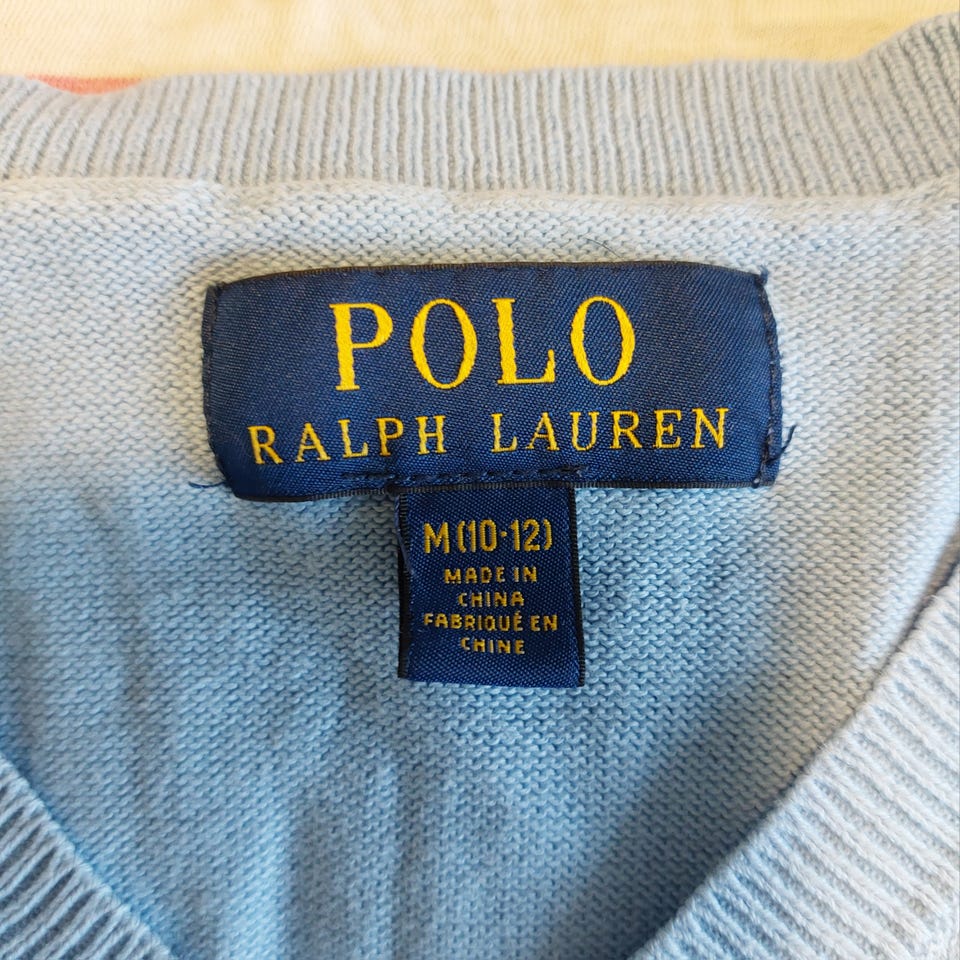 POLO
RALPH LAUREN
M(10-12)
MADE IN
CHINA
FABRIQUÉ EN
CHINE